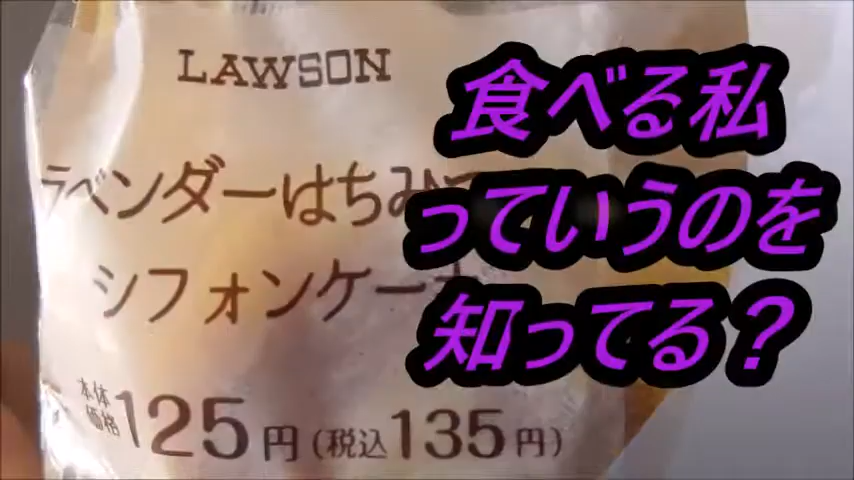 LAWSON
ラベンダーはちみつ
シフォンケーキ
本体
価格
125円(税込135円)
食べる私
っていうのを
知ってる?